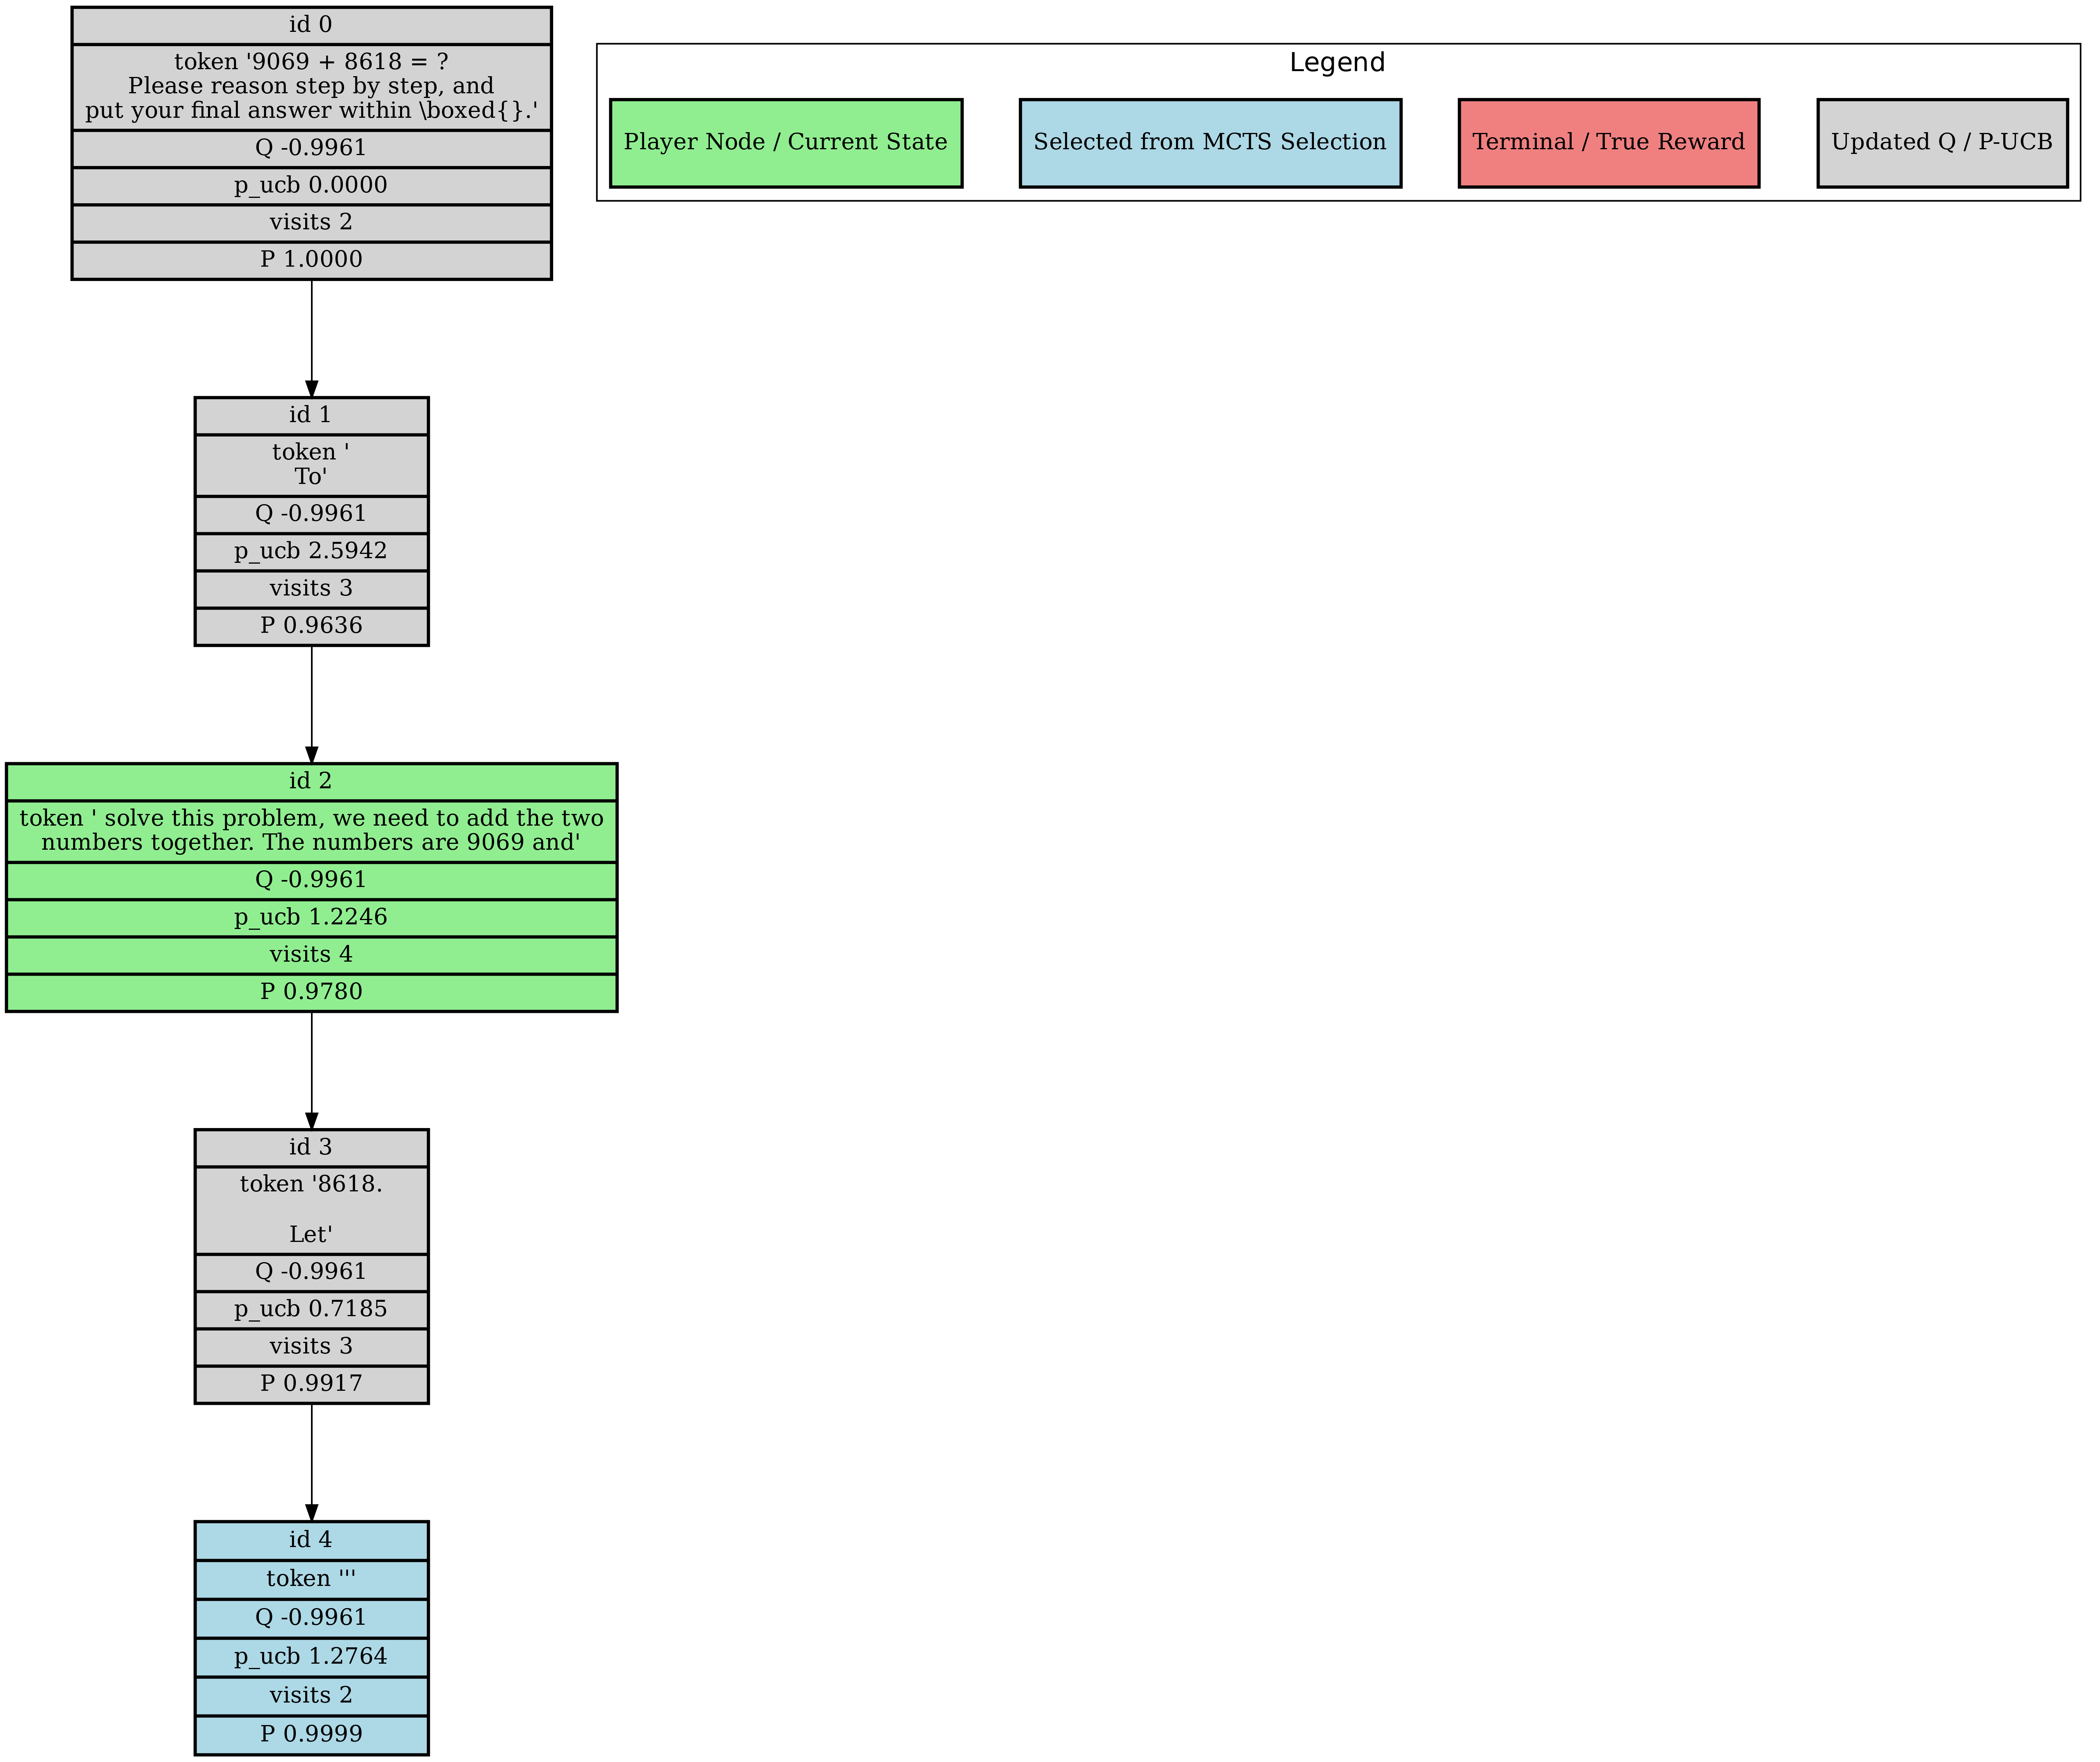 id 0
token '9069 + 8618 = ?
Please reason step by step, and
put your final answer within \boxed{}.'
Q -0.9961
p_ucb 0.0000
visits 2
P 1.0000
Legend
Player Node / Current State
Selected from MCTS Selection
Terminal / True Reward
Updated Q / P-UCB
id 1
token '
To'
Q -0.9961
p_ucb 2.5942
visits 3
P 0.9636
id 2
token ' solve this problem, we need to add the two
numbers together. The numbers are 9069 and'
Q -0.9961
p_ucb 1.2246
visits 4
P 0.9780
id 3
token '8618.
Let'
Q -0.9961
p_ucb 0.7185
visits 3
P 0.9917
id 4
token '''
Q -0.9961
p_ucb 1.2764
visits 2
P 0.9999